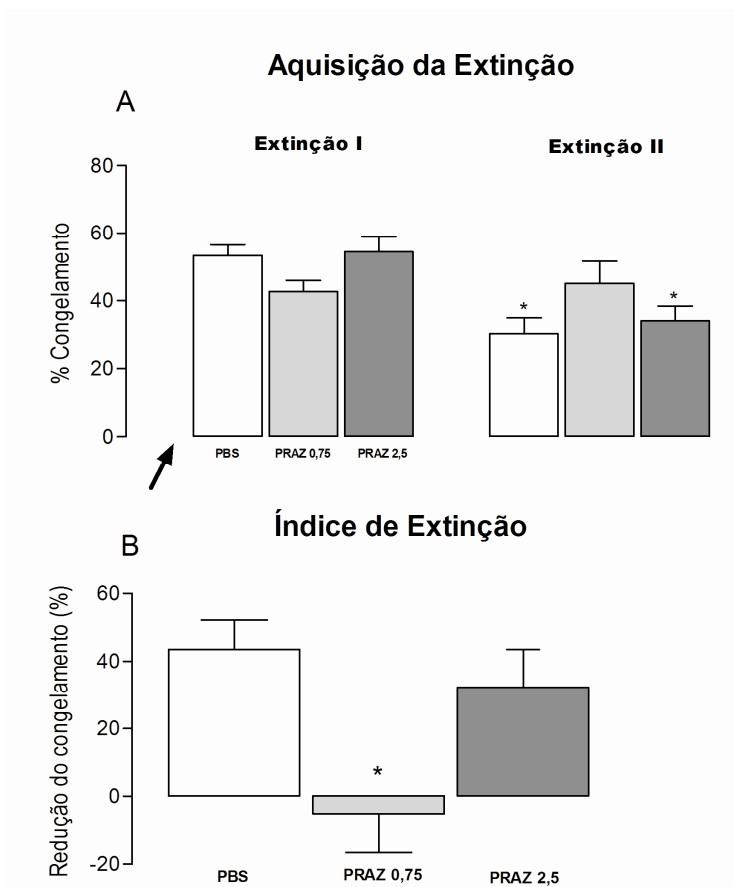 Aquisição da Extinção
A
Extinção I
Extinção II
% Congelamento
80
60
40
20
0
*
*
PBS
PRAZ 0,75
PRAZ 2,5
Índice de Extinção
B
Redução do congelamento (%)
60
40
20
0
-20
*
PBS
PRAZ 0,75
PRAZ 2,5